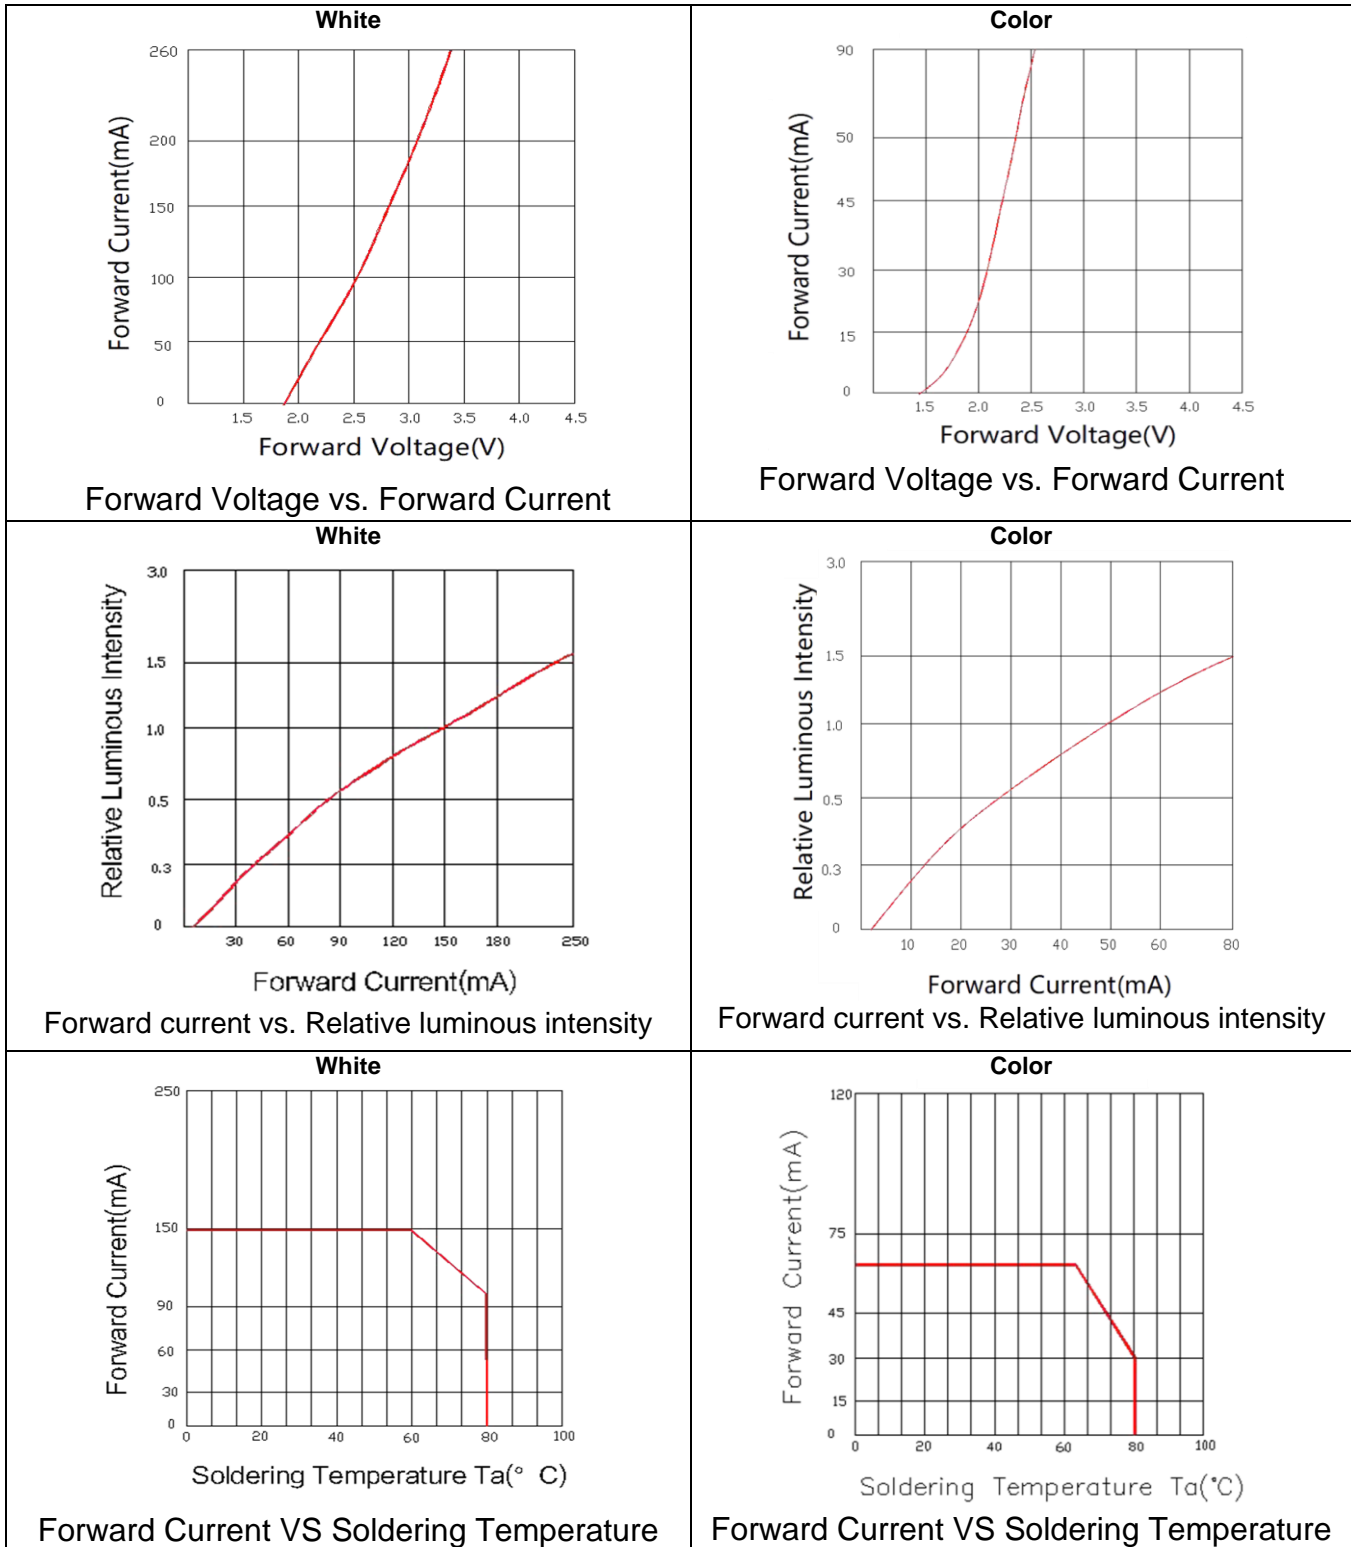 White
260
200
150
100
50
0
1.5 2.0 2.5 3.0 3.5 4.0 4.5
Forward Current(mA)
Forward Voltage(V)
Forward Voltage vs. Forward Current
Color
90
50
45
30
15
0
1.5 2.0 2.5 3.0 3.5 4.0 4.5
Forward Current(mA)
Forward Voltage(V)
Forward Voltage vs. Forward Current
White
3.0
1.5
1.0
0.5
0.3
0
30 60 90 120 150 180 250
Relative Luminous Intensity
Forward Current(mA)
Forward current vs. Relative luminous intensity
Color
3.0
1.5
1.0
0.5
0.3
0
10 20 30 40 50 60 80
Relative Luminous Intensity
Forward Current(mA)
Forward current vs. Relative luminous intensity
White
250
150
90
60
30
0
0 20 40 60 80 100
Forward Current(mA)
Soldering Temperature Ta(° C)
Forward Current VS Soldering Temperature
Color
120
75
45
30
15
0
0 20 40 60 80 100
Forward Current(mA)
Soldering Temperature Ta(°C)
Forward Current VS Soldering Temperature